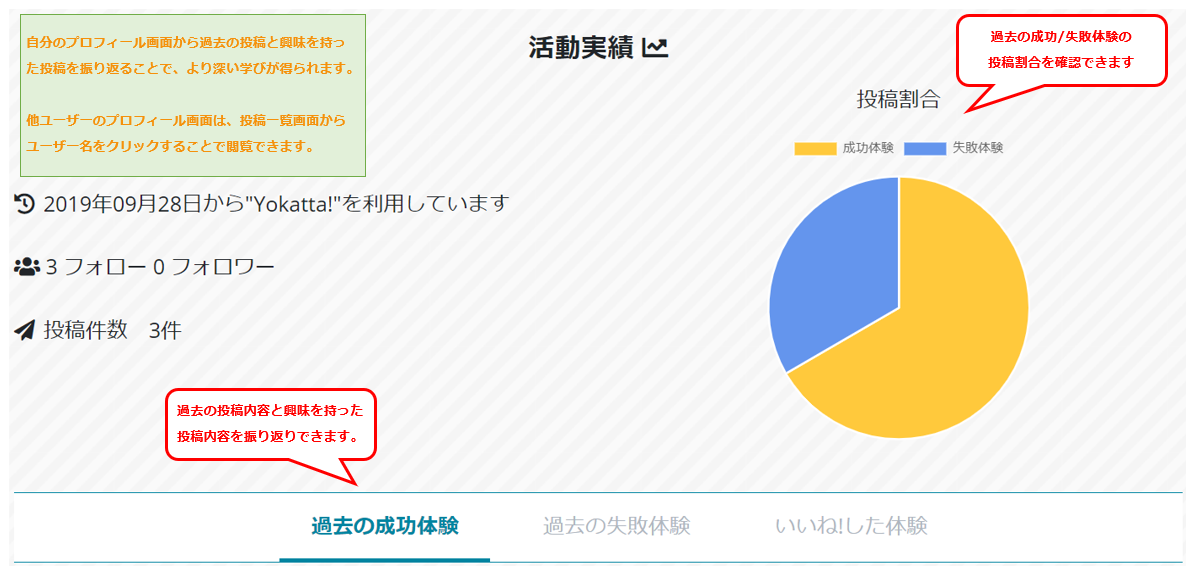 自分のプロフィール画面から過去の投稿と興味を持っ
た投稿を振り返ることで、より深い学びが得られます。
他ユーザーのプロフィール画面は、投稿一覧画面から
ユーザー名をクリックすることで閲覧できます。
活動実績
過去の成功/失敗体験の
投稿割合を確認できます
投稿割合
成功体験 失敗体験
2019年09月28日から"Yokatta!"を利用しています
3 フォロー 0 フォロワー
投稿件数 3件
過去の投稿内容と興味を持った
投稿内容を振り返りできます。
過去の成功体験 過去の失敗体験 いいね!した体験